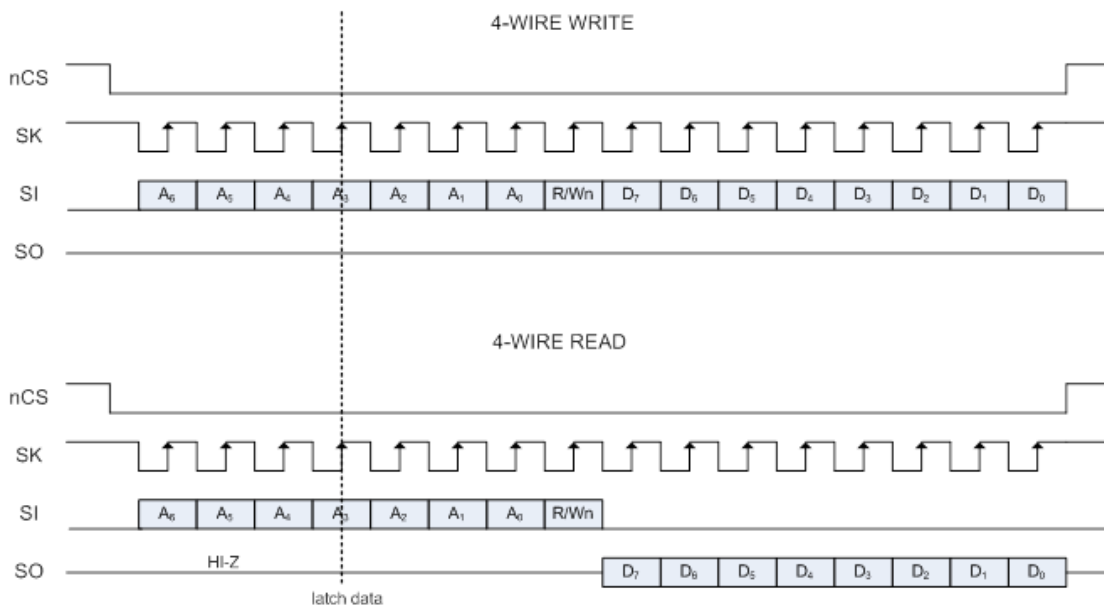 4-WIRE WRITE
nCS
SK
SI A₆ A₅ A₄ A₃ A₂ A₁ A₀ R/Wn D₇ D₆ D₅ D₄ D₃ D₂ D₁ D₀
SO
4-WIRE READ
nCS
SK
SI A₆ A₅ A₄ A₃ A₂ A₁ A₀ R/Wn
SO HI-Z D₇ D₆ D₅ D₄ D₃ D₂ D₁ D₀
latch data